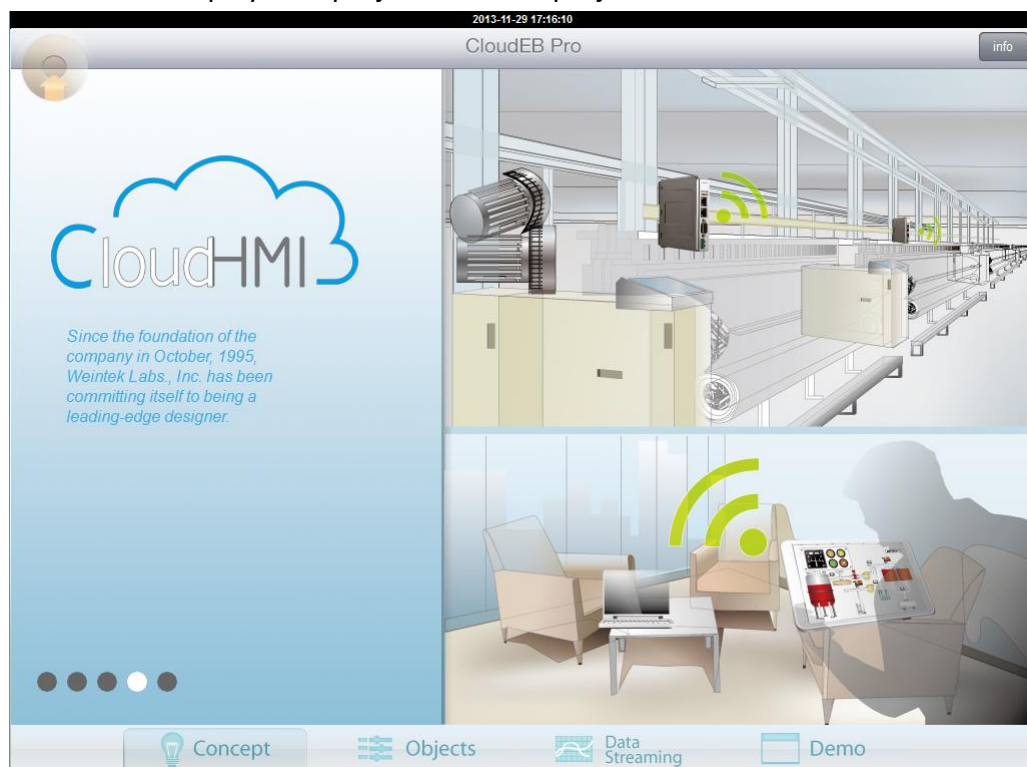 2013-11-29 17:16:10
CloudEB Pro
info
CloudHMI
Since the foundation of the
company in October, 1995,
Weintek Labs., Inc. has been
committing itself to being a
leading-edge designer.
Concept
Objects
Data
Streaming
Demo